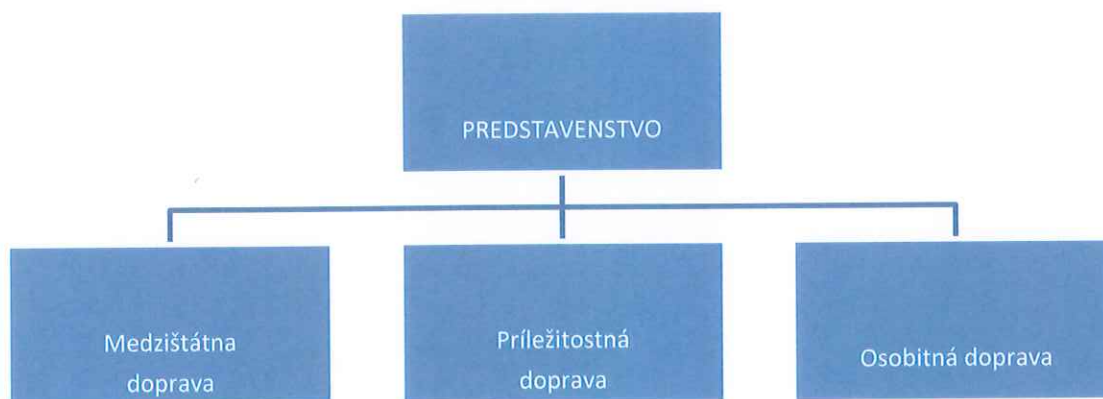 PREDSTAVENSTVO
Medzištátna
doprava
Príležitostná
doprava
Osobitná doprava